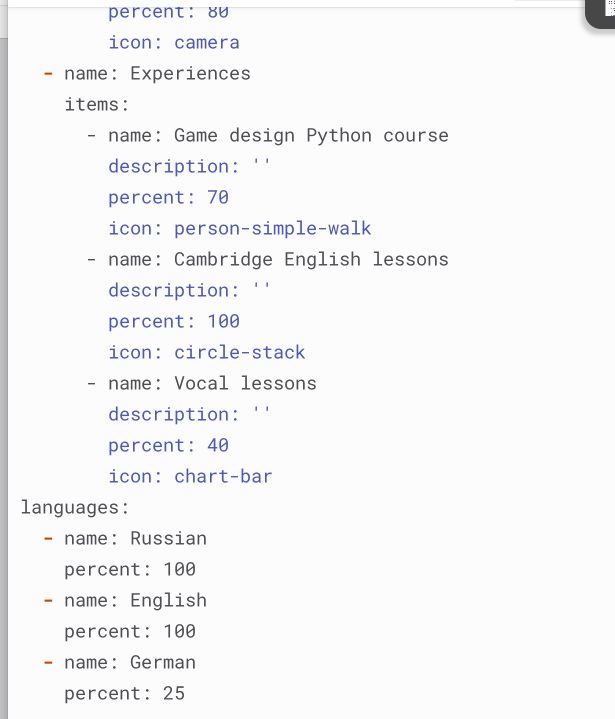 percent: 80
icon: camera
- name: Experiences
items:
- name: Game design Python course
description: ''
percent: 70
icon: person-simple-walk
- name: Cambridge English lessons
description: ''
percent: 100
icon: circle-stack
- name: Vocal lessons
description: ''
percent: 40
icon: chart-bar
languages:
- name: Russian
percent: 100
- name: English
percent: 100
- name: German
percent: 25